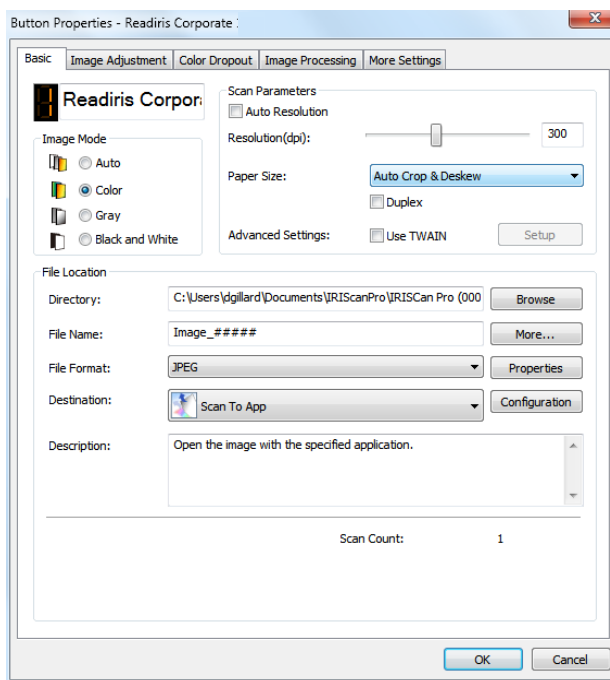 Button Properties - Readiris Corporate
Basic Image Adjustment Color Dropout Image Processing More Settings
1 Readiris Corpor
Scan Parameters
Auto Resolution
Resolution(dpi): 300
Paper Size: Auto Crop & Deskew
Duplex
Advanced Settings: Use TWAIN Setup
Image Mode
Auto
Color
Gray
Black and White
File Location
Directory: C:\Users\dgillard\Documents\IRIScanPro\IRISCan Pro (000 Browse
File Name: Image_##### More...
File Format: JPEG Properties
Destination: Scan To App Configuration
Description: Open the image with the specified application.
Scan Count: 1
OK Cancel